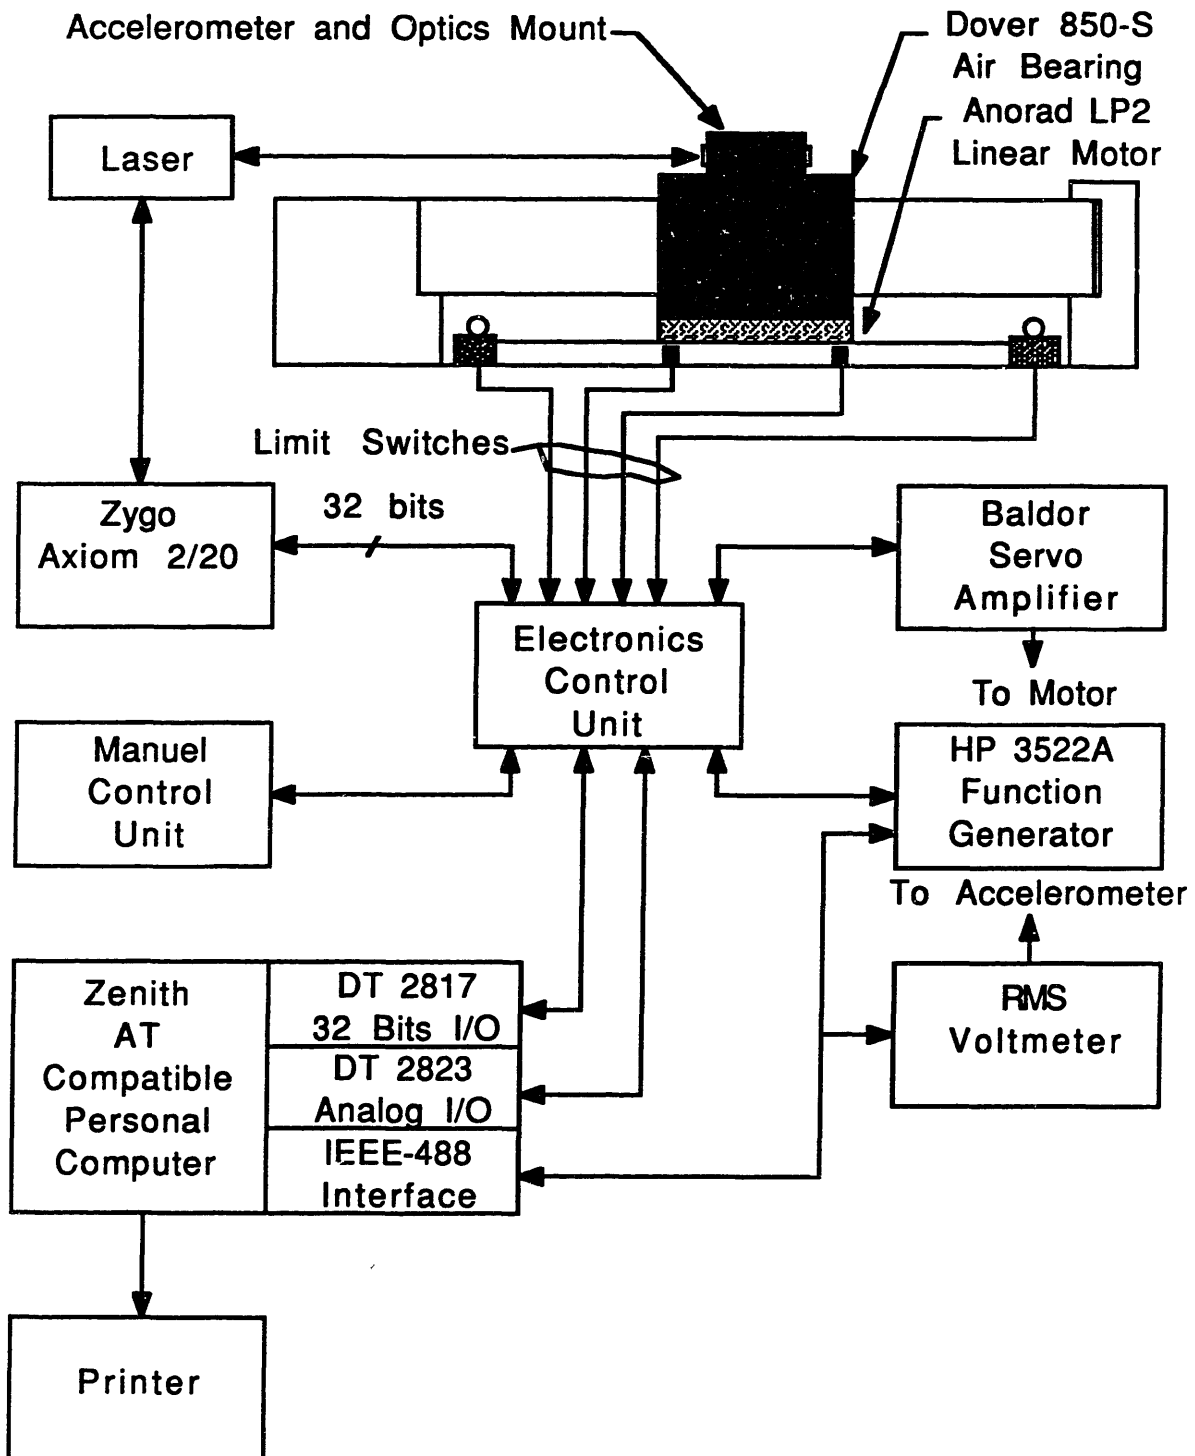 Accelerometer and Optics Mount
Dover 850-S
Air Bearing
Anorad LP2
Linear Motor
Laser
Limit Switches
32 bits
Zygo
Axiom 2/20
Baldor
Servo
Amplifier
To Motor
Electronics
Control
Unit
Manuel
Control
Unit
HP 3522A
Function
Generator
To Accelerometer
RMS
Voltmeter
Zenith
AT
Compatible
Personal
Computer
DT 2817
32 Bits I/O
DT 2823
Analog I/O
IEEE-488
Interface
Printer